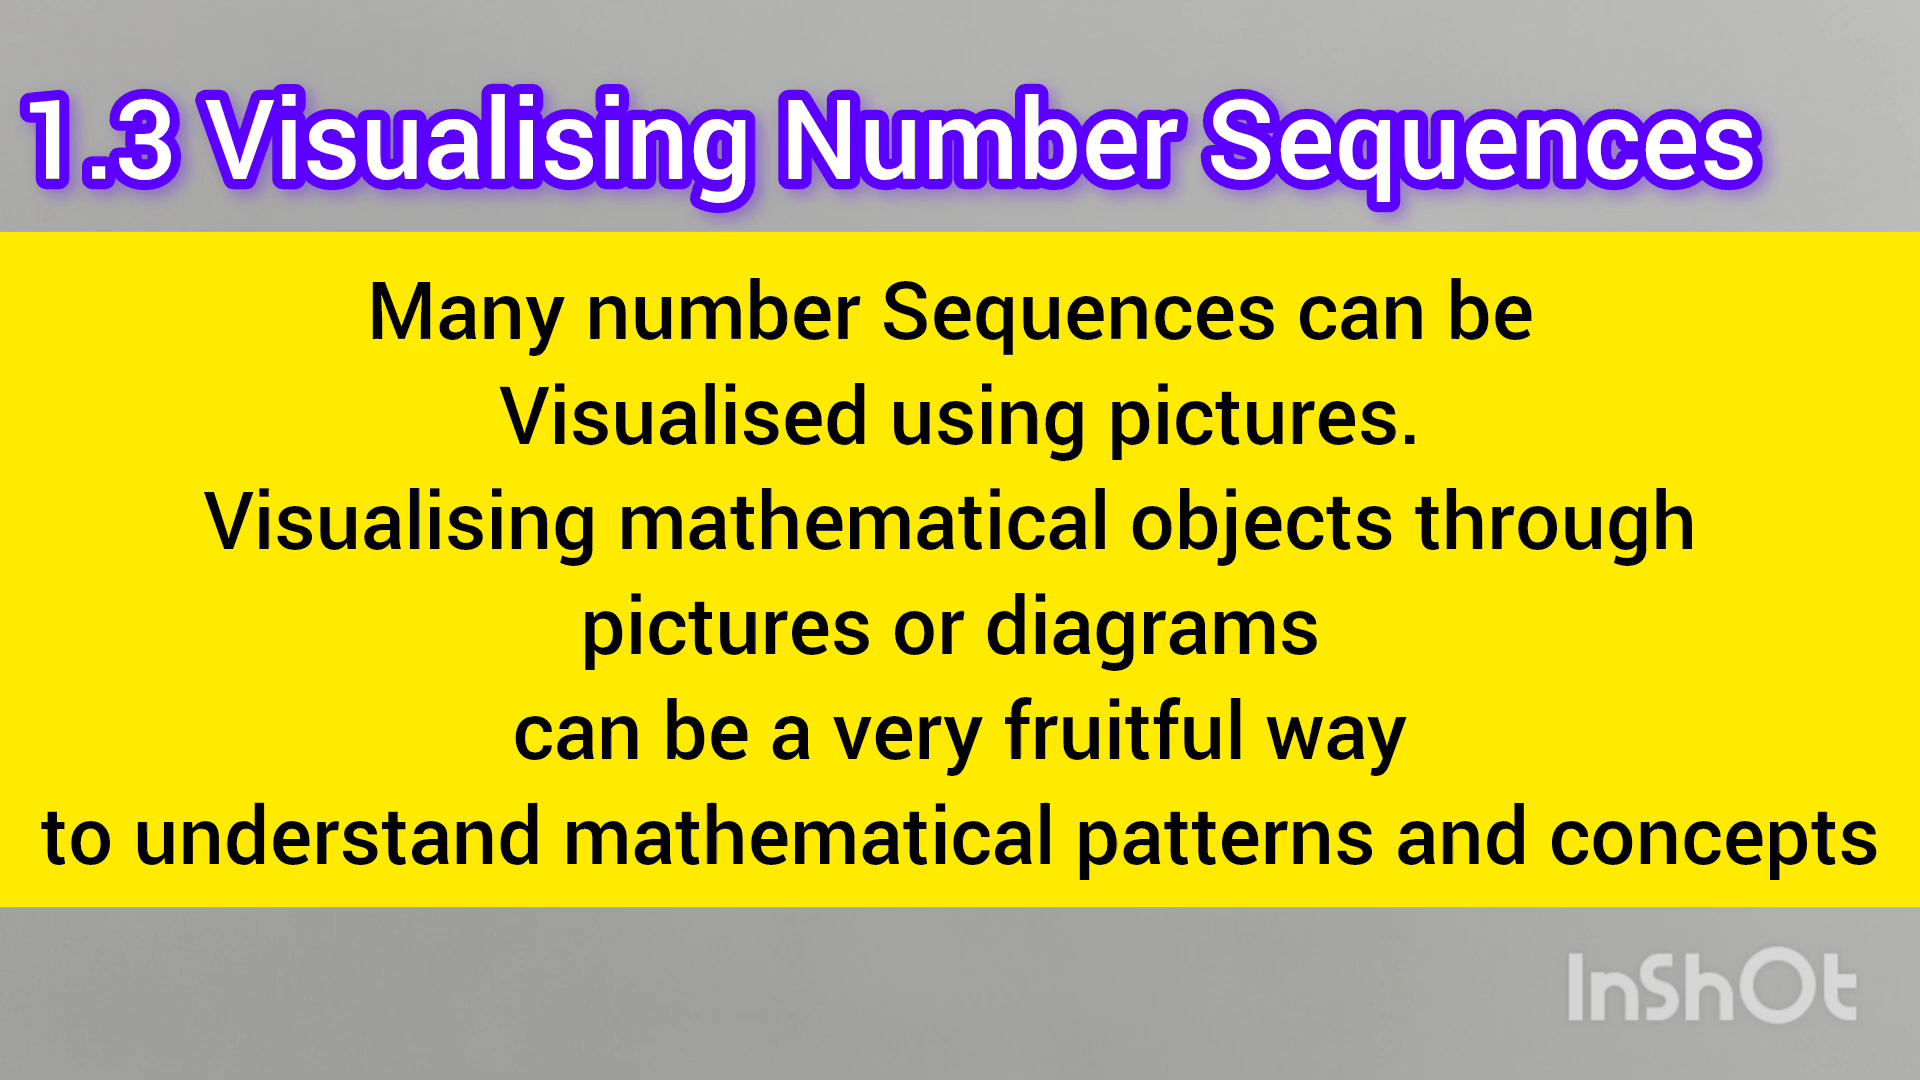 1.3 Visualising Number Sequences
Many number Sequences can be
Visualised using pictures.
Visualising mathematical objects through
pictures or diagrams
can be a very fruitful way
to understand mathematical patterns and concepts
InShOt